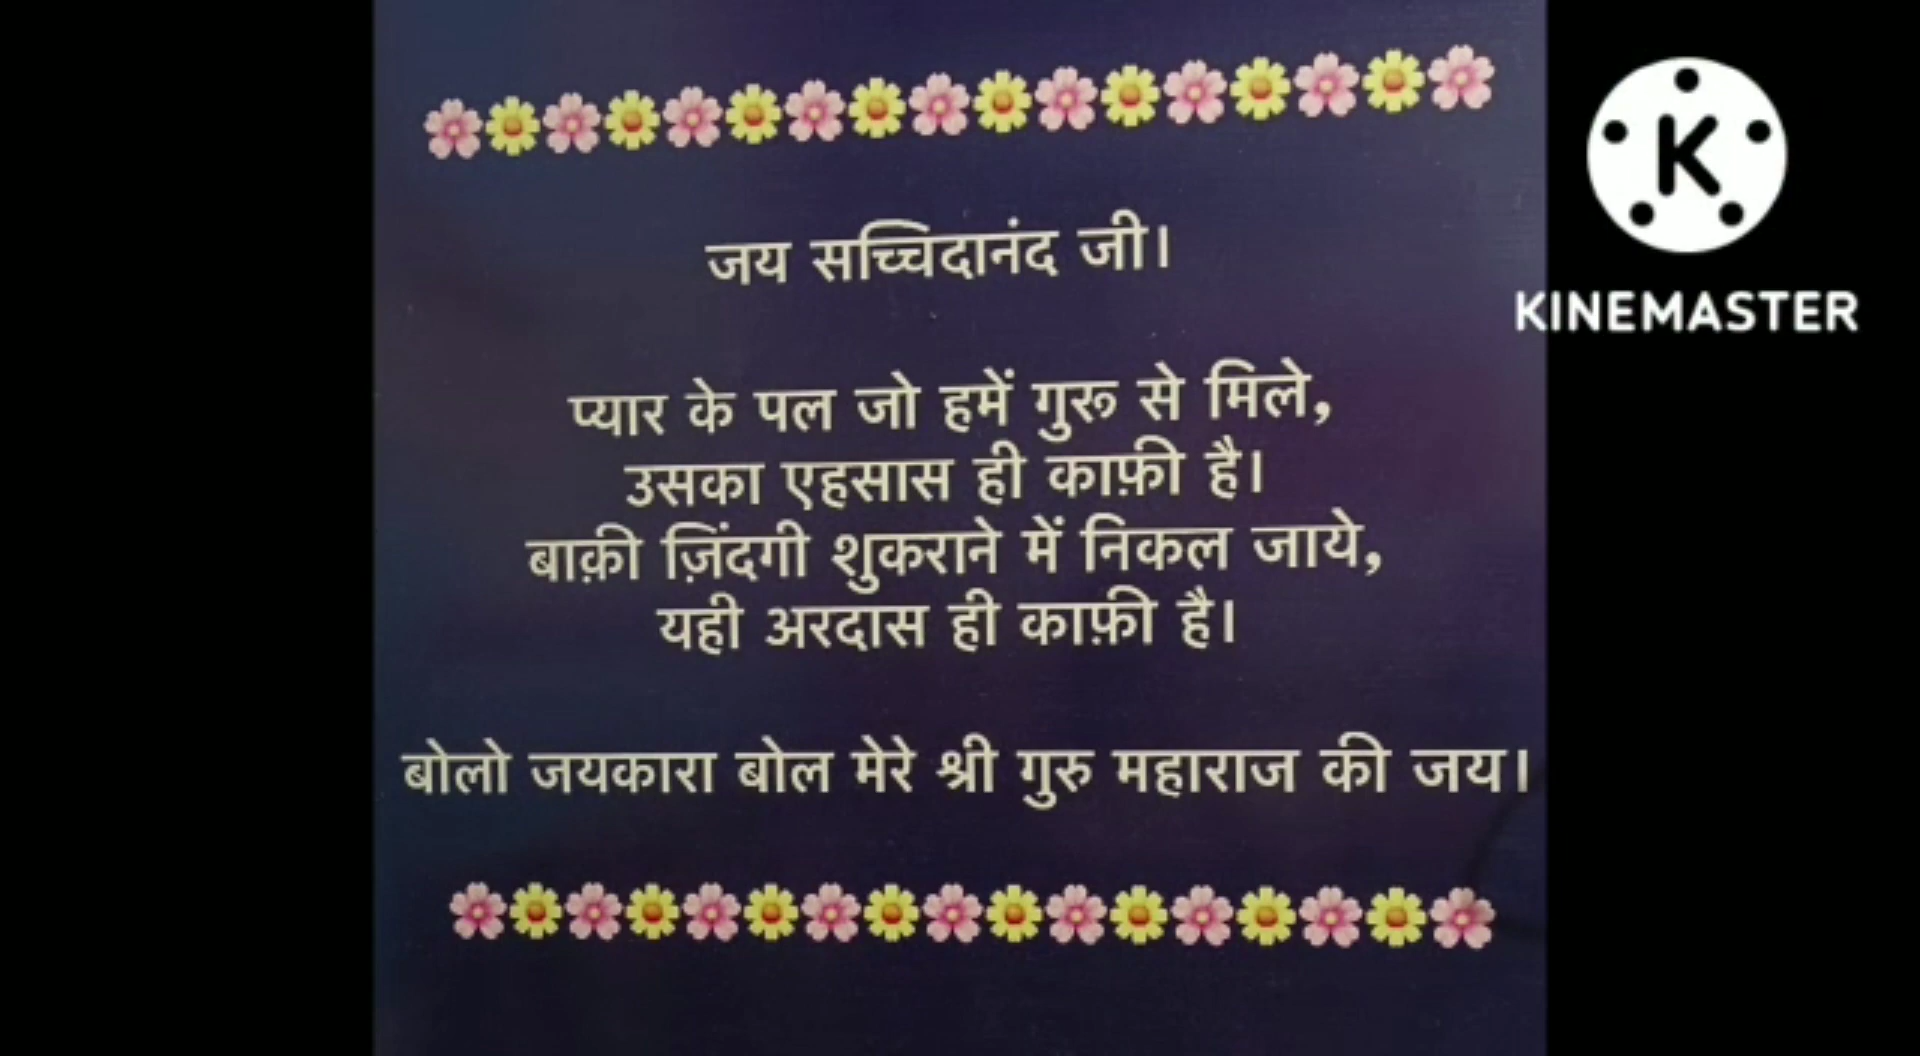 जय सच्चिदानंद जी।
प्यार के पल जो हमें गुरू से मिले,
उसका एहसास ही काफ़ी है।
बाक़ी ज़िंदगी शुकराने में निकल जाये,
यही अरदास ही काफ़ी है।
बोलो जयकारा बोल मेरे श्री गुरु महाराज की जय।
K
KINEMASTER